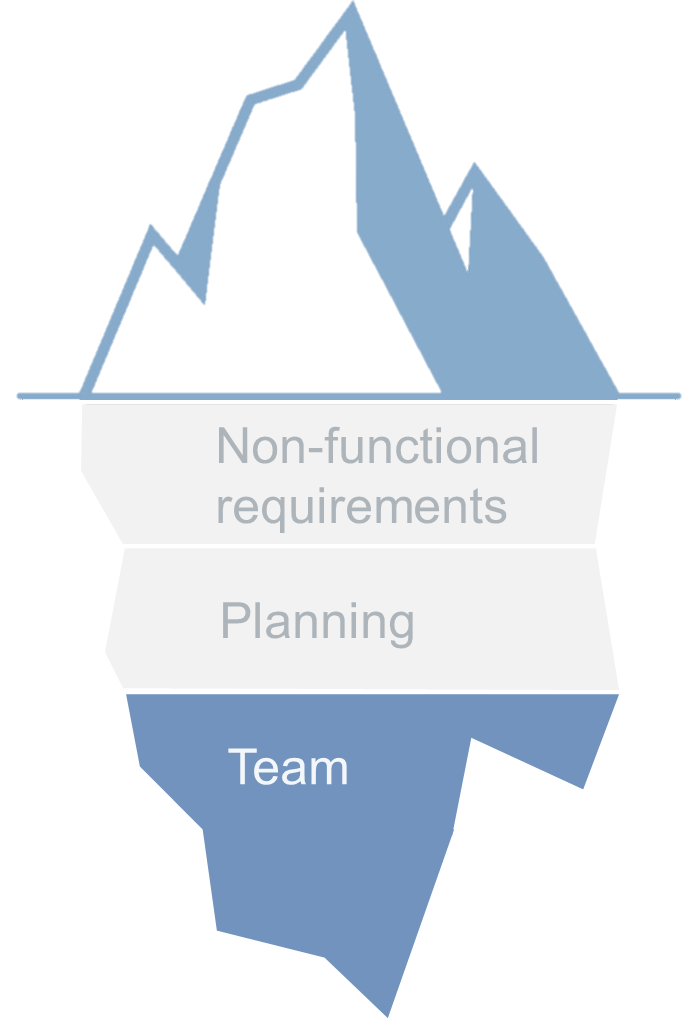 Non-functional
requirements
Planning
Team